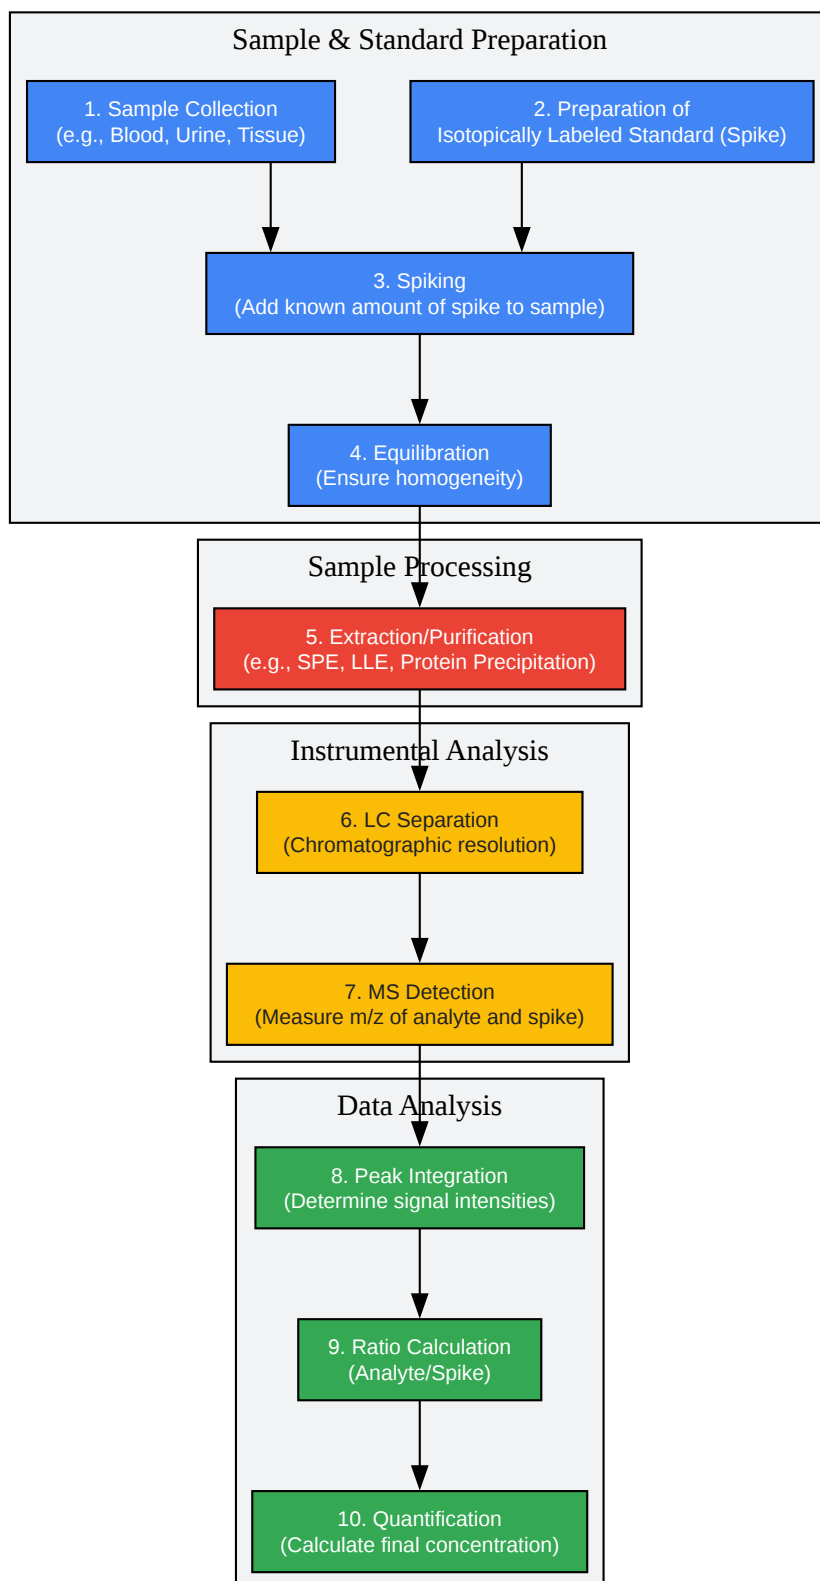 Sample & Standard Preparation
1. Sample Collection
(e.g., Blood, Urine, Tissue)
2. Preparation of
Isotopically Labeled Standard (Spike)
3. Spiking
(Add known amount of spike to sample)
4. Equilibration
(Ensure homogeneity)
Sample Processing
5. Extraction/Purification
(e.g., SPE, LLE, Protein Precipitation)
Instrumental Analysis
6. LC Separation
(Chromatographic resolution)
7. MS Detection
(Measure m/z of analyte and spike)
Data Analysis
8. Peak Integration
(Determine signal intensities)
9. Ratio Calculation
(Analyte/Spike)
10. Quantification
(Calculate final concentration)